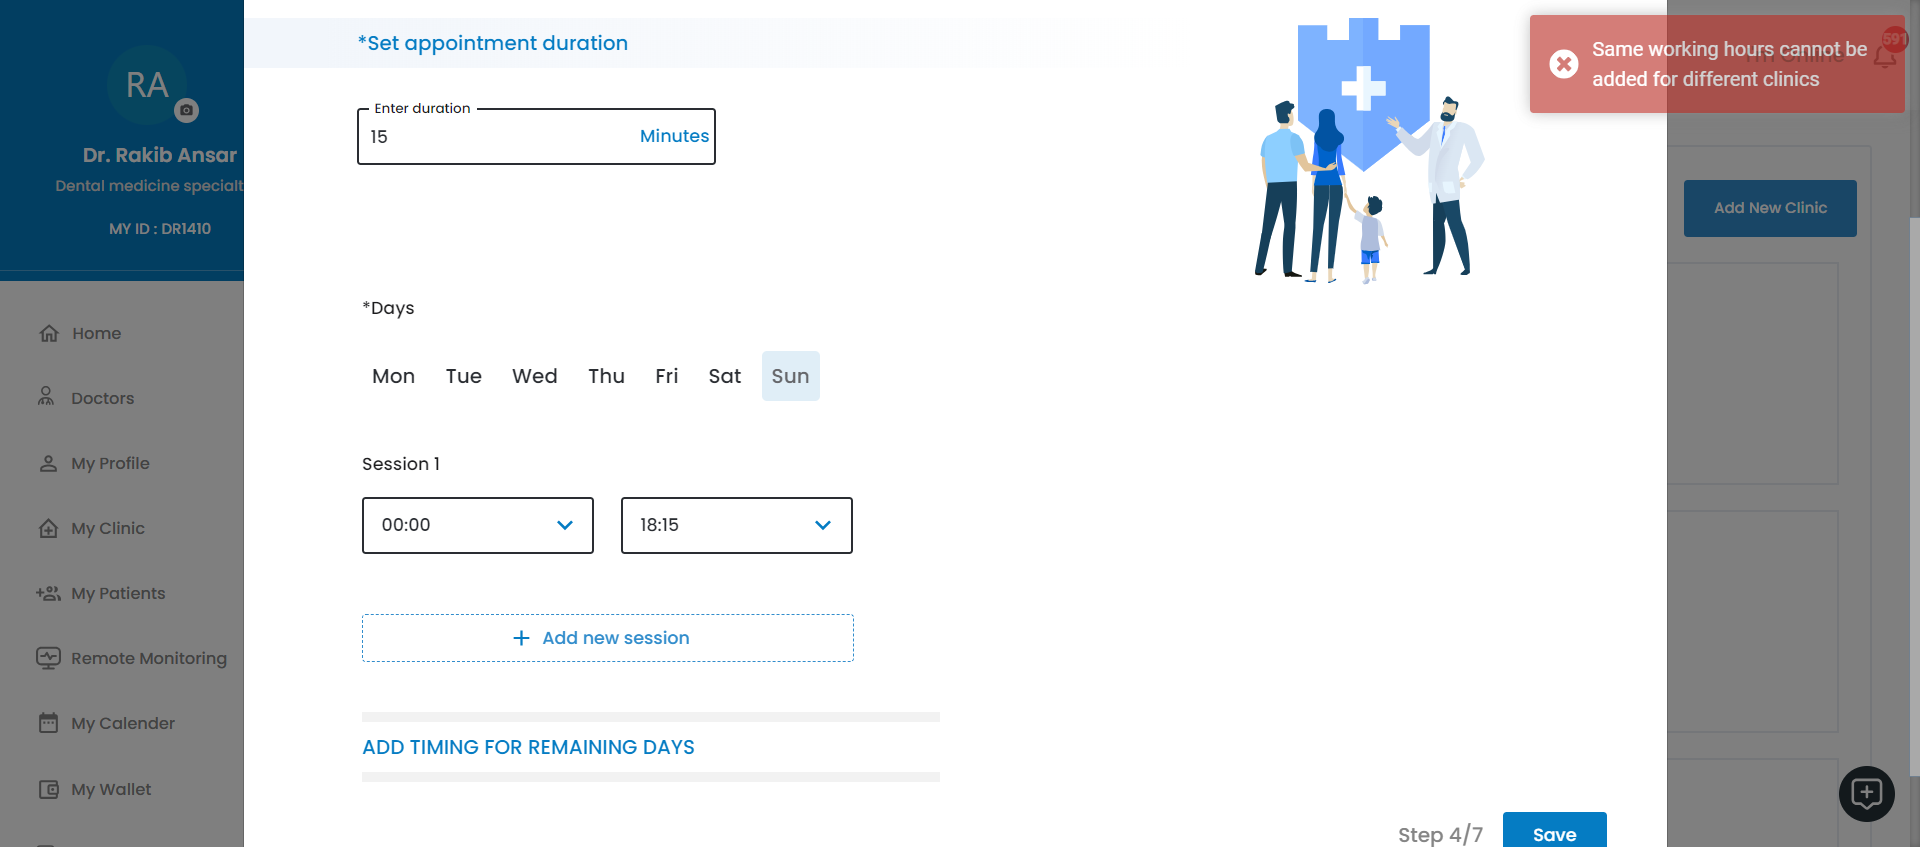 RA
Dr. Rakib Ansar
Dental medicine specialt
MY ID : DR1410
Home
Doctors
My Profile
My Clinic
My Patients
Remote Monitoring
My Calender
My Wallet
*Set appointment duration
Enter duration
15
Minutes
*Days
Mon Tue Wed Thu Fri Sat Sun
Session 1
00:00
18:15
+ Add new session
ADD TIMING FOR REMAINING DAYS
Step 4/7
Save
Same working hours cannot be
added for different clinics
I'm Online
591
Add New Clinic